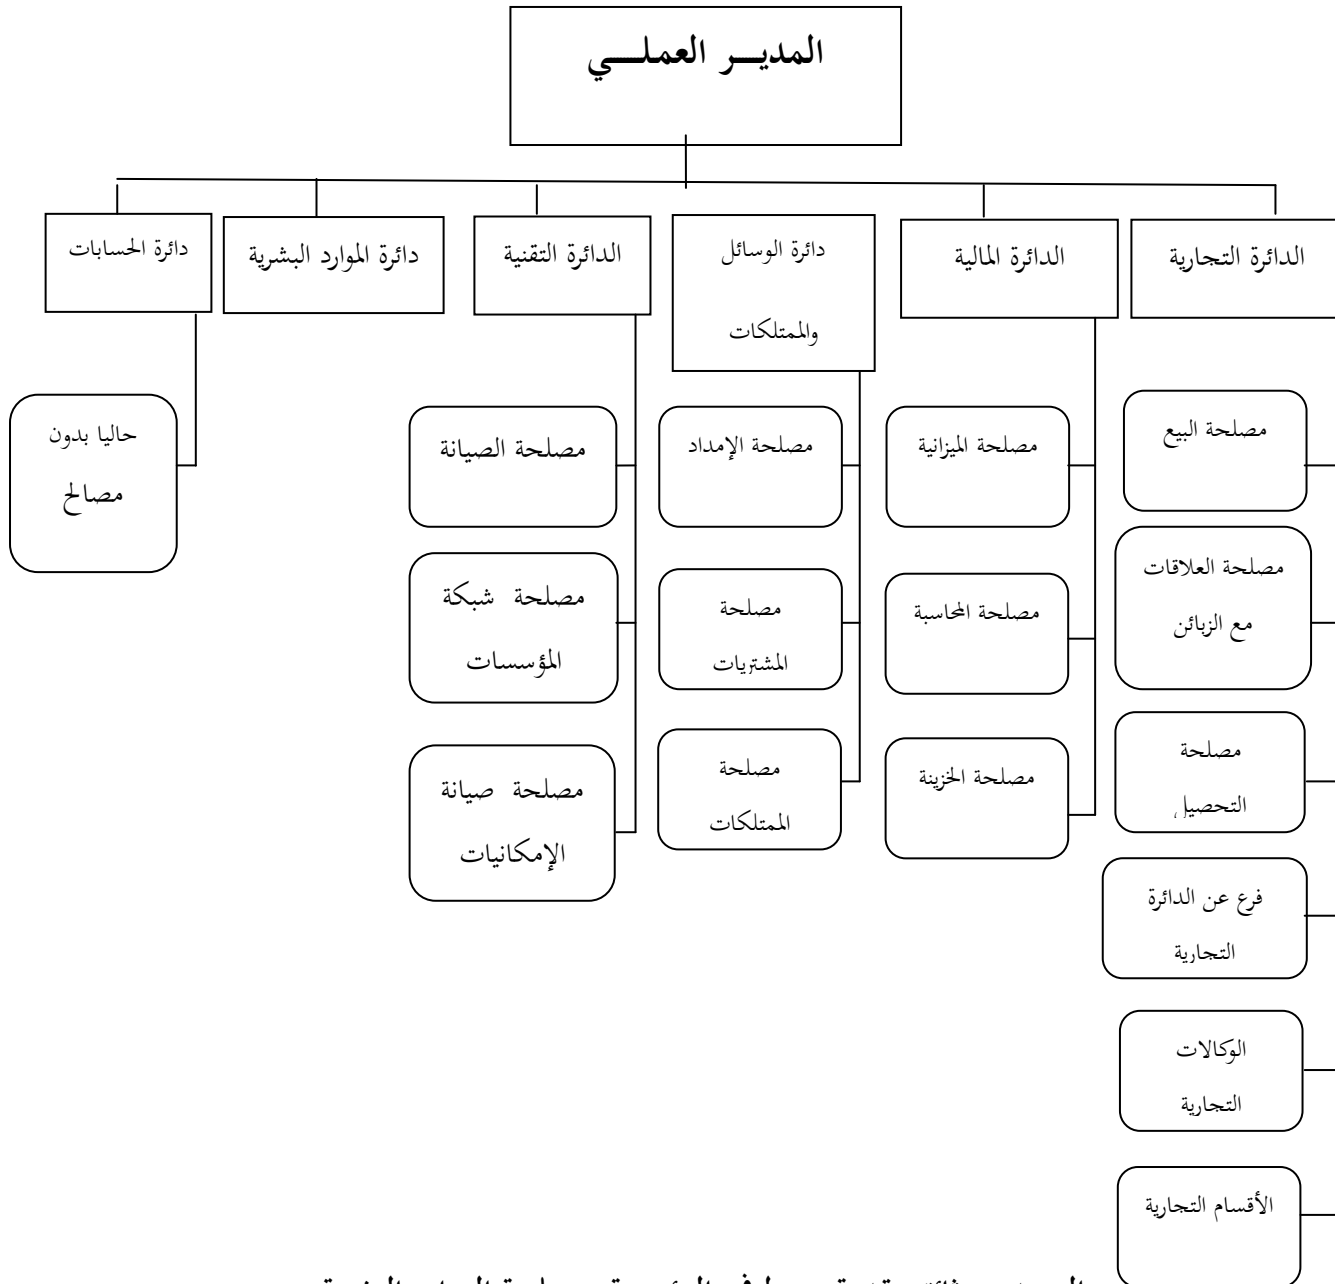 المديـــر العملـــي
الدائرة التجارية
الدائرة المالية
دائرة الوسائل
والممتلكات
الدائرة التقنية
دائرة الموارد البشرية
دائرة الحسابات
مصلحة البيع
مصلحة العلاقات
مع الزبائن
مصلحة
التحصيل
فرع عن الدائرة
التجارية
الوكالات
التجارية
الأقسام التجارية
مصلحة الميزانية
مصلحة المحاسبة
مصلحة الخزينة
مصلحة الإمداد
مصلحة
المشتريات
مصلحة
الممتلكات
مصلحة الصيانة
مصلحة شبكة
المؤسسات
مصلحة صيانة
الإمكانيات
حاليا بدون
مصالح